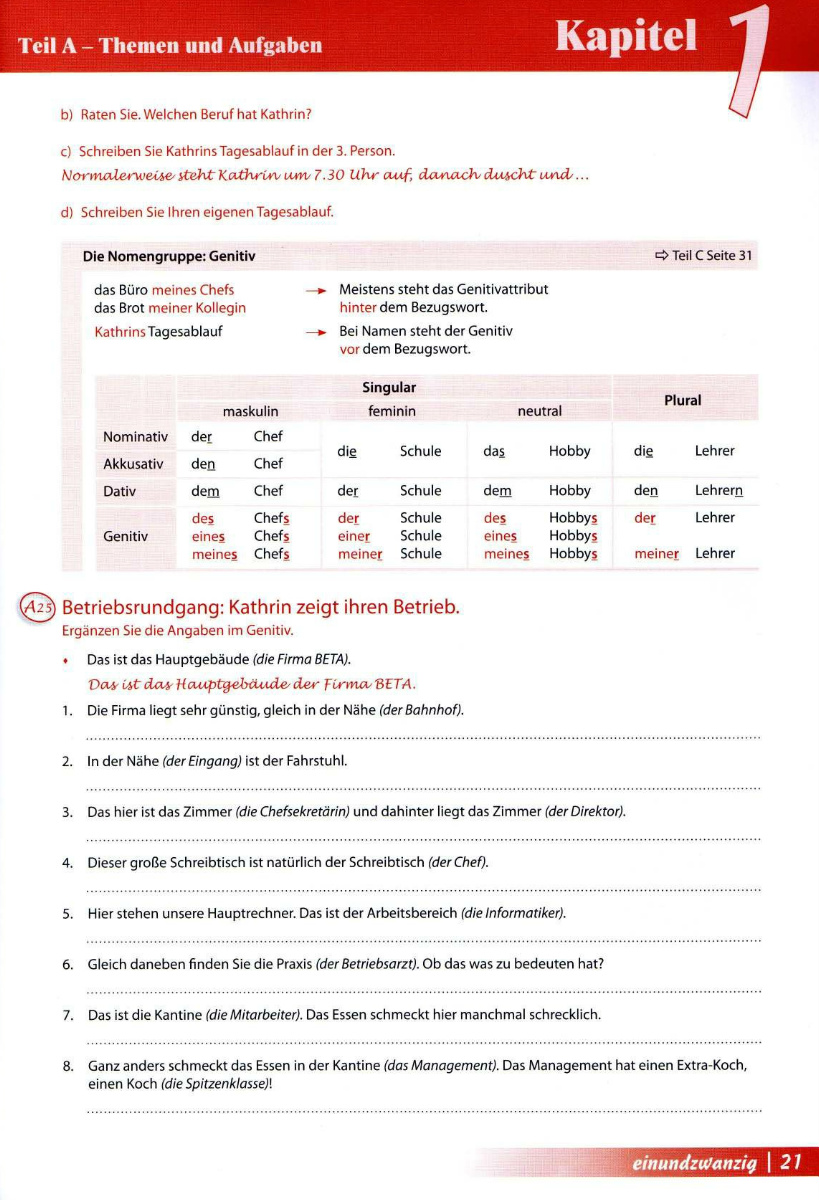 Teil A – Themen und Aufgaben
Kapitel 1
b) Raten Sie. Welchen Beruf hat Kathrin?
c) Schreiben Sie Kathrins Tagesablauf in der 3. Person.
Normalerweise steht Kathrin um 7.30 Uhr auf, danach duscht und ...
d) Schreiben Sie Ihren eigenen Tagesablauf.
Die Nomengruppe: Genitiv ⇨ Teil C Seite 31
das Büro meines Chefs → Meistens steht das Genitivattribut
das Brot meiner Kollegin hinter dem Bezugswort.
Kathrins Tagesablauf → Bei Namen steht der Genitiv
vor dem Bezugswort.
Singular Plural
maskulin feminin neutral
Nominativ der Chef die Schule das Hobby die Lehrer
Akkusativ den Chef
Dativ dem Chef der Schule dem Hobby den Lehrern
Genitiv des Chefs der Schule des Hobbys der Lehrer
eines Chefs einer Schule eines Hobbys
meines Chefs meiner Schule meines Hobbys meiner Lehrer
A25 Betriebsrundgang: Kathrin zeigt ihren Betrieb.
Ergänzen Sie die Angaben im Genitiv.
♦ Das ist das Hauptgebäude (die Firma BETA).
Das ist das Hauptgebäude der Firma BETA.
1. Die Firma liegt sehr günstig, gleich in der Nähe (der Bahnhof).
2. In der Nähe (der Eingang) ist der Fahrstuhl.
3. Das hier ist das Zimmer (die Chefsekretärin) und dahinter liegt das Zimmer (der Direktor).
4. Dieser große Schreibtisch ist natürlich der Schreibtisch (der Chef).
5. Hier stehen unsere Hauptrechner. Das ist der Arbeitsbereich (die Informatiker).
6. Gleich daneben finden Sie die Praxis (der Betriebsarzt). Ob das was zu bedeuten hat?
7. Das ist die Kantine (die Mitarbeiter). Das Essen schmeckt hier manchmal schrecklich.
8. Ganz anders schmeckt das Essen in der Kantine (das Management). Das Management hat einen Extra-Koch,
einen Koch (die Spitzenklasse)!
einundzwanzig | 21